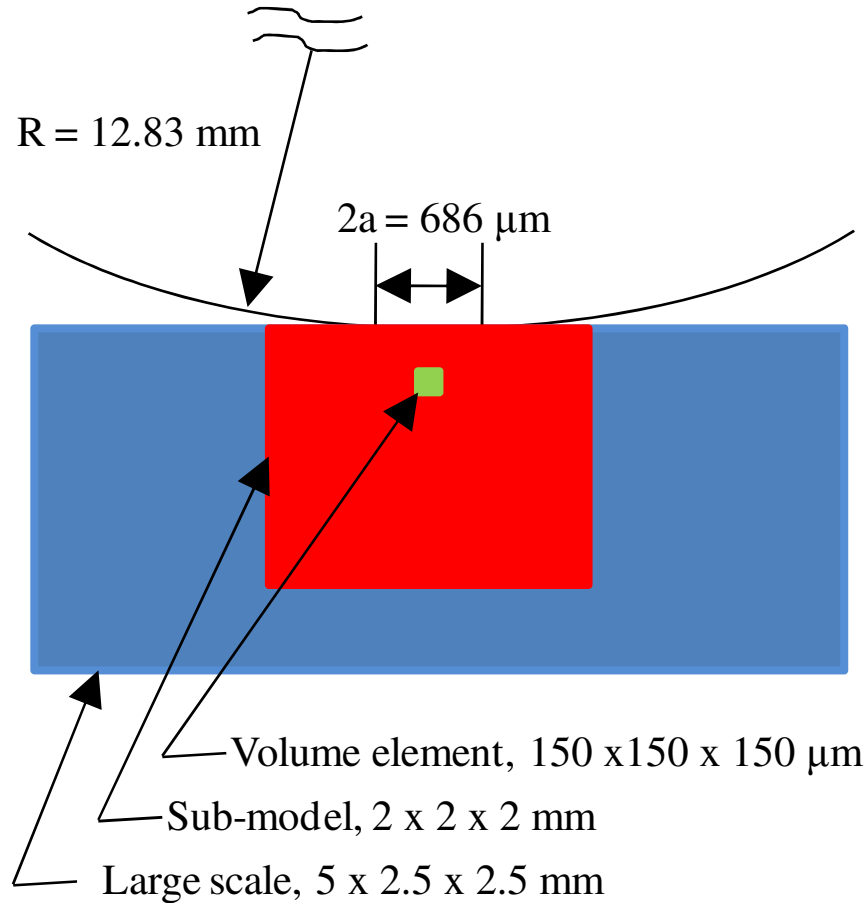 R = 12.83 mm
2a = 686 µm
Volume element, 150 x150 x 150 µm
Sub-model, 2 x 2 x 2 mm
Large scale, 5 x 2.5 x 2.5 mm